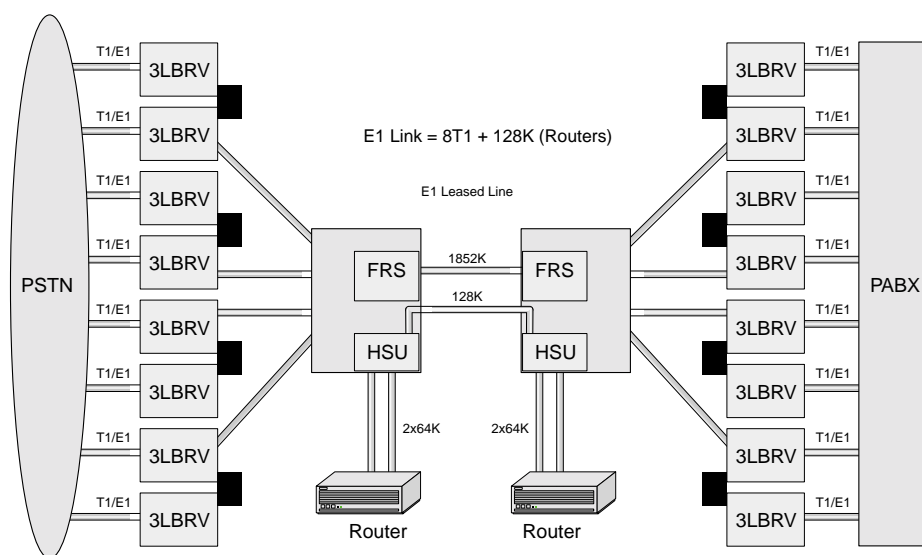 T1/E1 3LBRV 3LBRV T1/E1
T1/E1 3LBRV E1 Link = 8T1 + 128K (Routers) 3LBRV T1/E1
T1/E1 3LBRV E1 Leased Line 3LBRV T1/E1
T1/E1 3LBRV 3LBRV T1/E1
PSTN FRS 1852K FRS PABX
128K
T1/E1 3LBRV 3LBRV T1/E1
HSU HSU
T1/E1 3LBRV 3LBRV T1/E1
2x64K 2x64K
T1/E1 3LBRV 3LBRV T1/E1
T1/E1 3LBRV 3LBRV T1/E1
Router Router